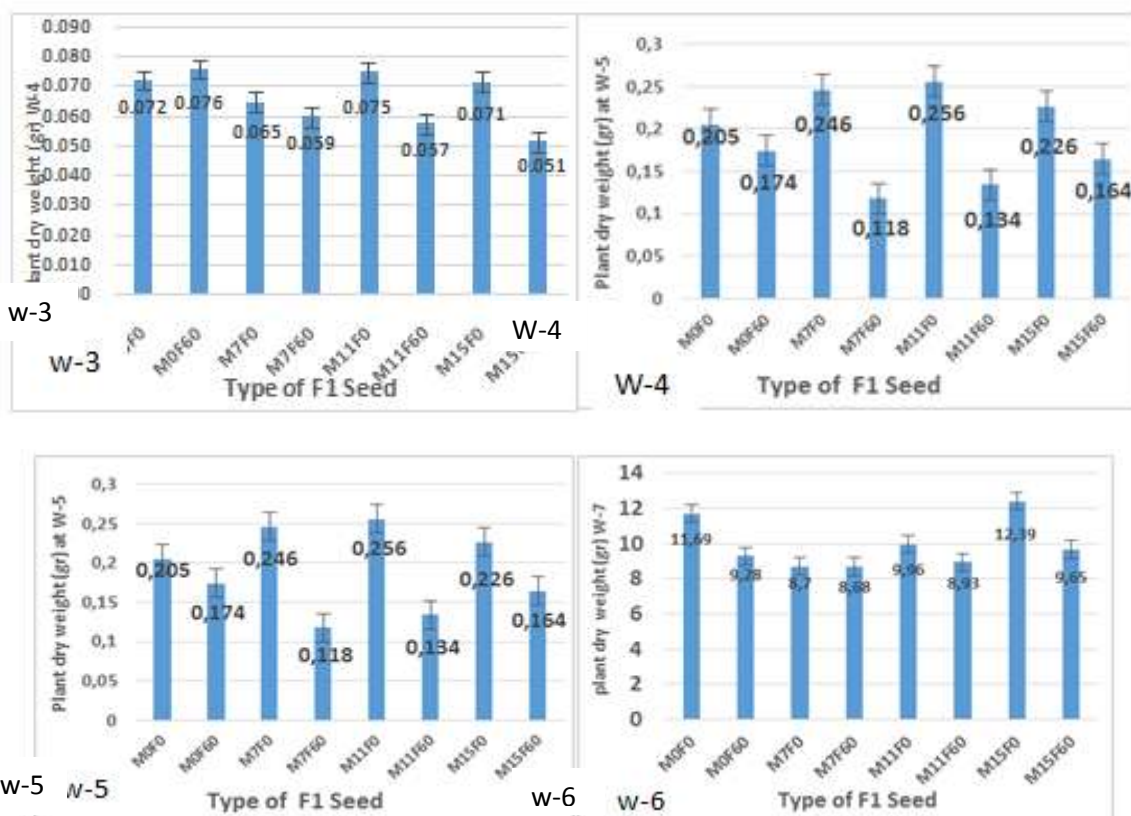 Plant dry weight (gr) W-4
0.090
0.080
0.070
0.060
0.050
0.040
0.030
0.020
0.010
0.072
0.076
0.065
0.059
0.075
0.057
0.071
0.051
M0F60
M7F0
M7F60
M11F0
M11F60
M15F0
Type of F1 Seed
w-3
w-3
W-4
Plant dry weight (gr) at W-5
0,3
0,25
0,2
0,15
0,1
0,05
0
0,205
0,174
0,246
0,118
0,256
0,134
0,226
0,164
M0F0
M0F60
M7F0
M7F60
M11F0
M11F60
M15F0
M15F60
Type of F1 Seed
W-4
Plant dry weight (gr) at W-5
0,3
0,25
0,2
0,15
0,1
0,05
0
0,205
0,174
0,246
0,118
0,256
0,134
0,226
0,164
M0F0
M0F60
M7F0
M7F60
M11F0
M11F60
M15F0
M15F60
Type of F1 Seed
w-5
w-5
w-6
plant dry weight (gr) W-7
14
12
10
8
6
4
2
0
11,69
9,28
8,7
8,68
9,96
8,93
12,39
9,65
M0F0
M0F60
M7F0
M7F60
M11F0
M11F60
M15F0
M15F60
Type of F1 Seed
w-6